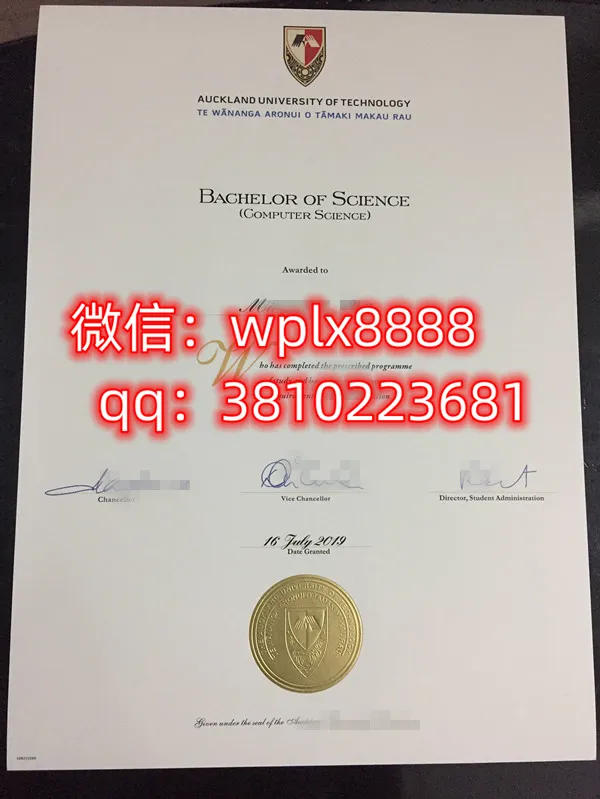 AUCKLAND UNIVERSITY OF TECHNOLOGY
TE WĀNANGA ARONUI O TĀMAKI MAKAU RAU
BACHELOR OF SCIENCE
(COMPUTER SCIENCE)
Awarded to
微信：wplx8888
Who has completed the prescribed programme
qq：3810223681
Chancellor
Vice Chancellor
Director, Student Administration
16 July 2019
Date Granted
Given under the seal of the